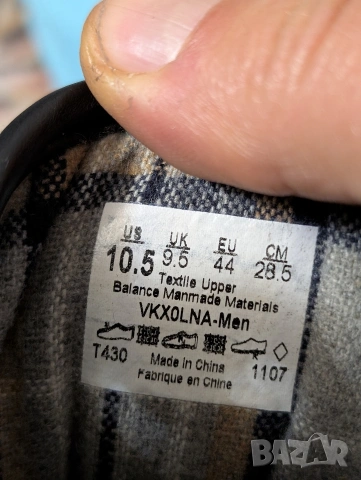 US UK EU CM
10.5 9.5 44 28.5
Textile Upper
Balance Manmade Materials
VKX0LNA-Men
T430 Made in China 1107
Fabrique en Chine
BAZAR